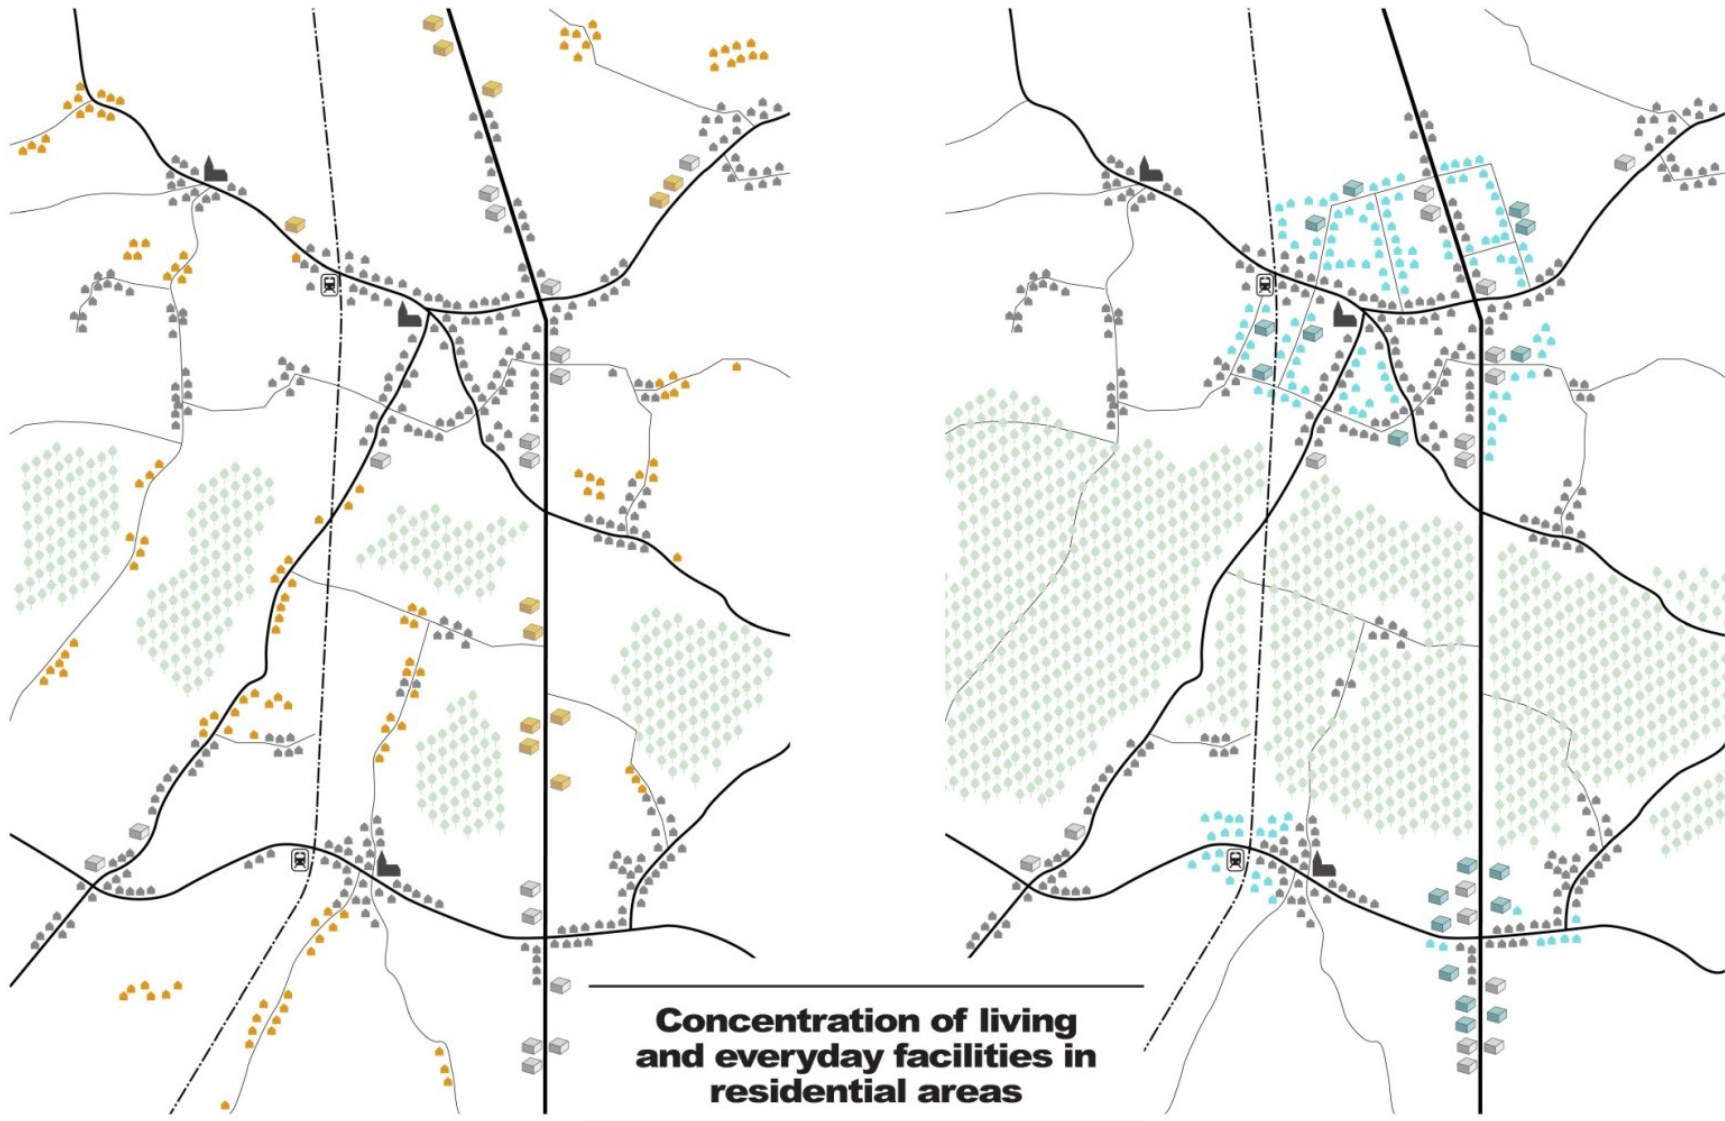 Concentration of living
and everyday facilities in
residential areas